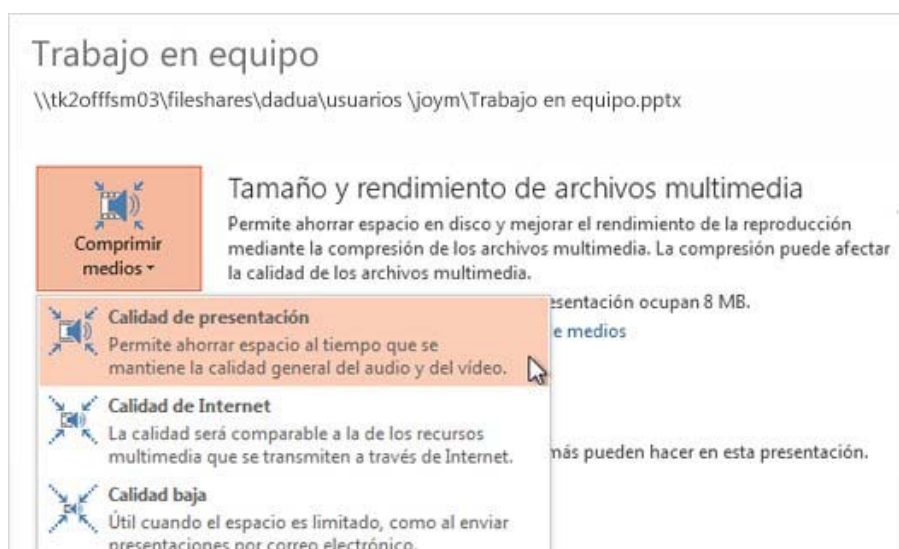 Trabajo en equipo
\\tk2offfsm03\fileshares\dadua\usuarios \joym\Trabajo en equipo.pptx
Comprimir
medios
Tamaño y rendimiento de archivos multimedia
Permite ahorrar espacio en disco y mejorar el rendimiento de la reproducción
mediante la compresión de los archivos multimedia. La compresión puede afectar
la calidad de los archivos multimedia.
ocupan 8 MB.
medios
Calidad de presentación
Permite ahorrar espacio al tiempo que se
mantiene la calidad general del audio y del vídeo.
Calidad de Internet
La calidad será comparable a la de los recursos
multimedia que se transmiten a través de Internet.
pueden hacer en esta presentación.
Calidad baja
Útil cuando el espacio es limitado, como al enviar
presentaciones por correo electrónico.